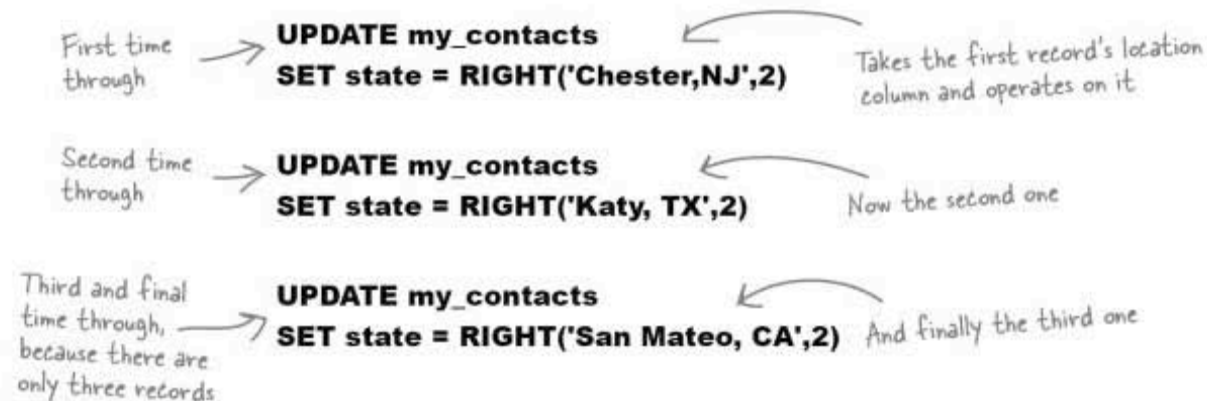 First time
through
UPDATE my_contacts
SET state = RIGHT('Chester,NJ',2)
Takes the first record's location
column and operates on it
Second time
through
UPDATE my_contacts
SET state = RIGHT('Katy, TX',2)
Now the second one
Third and final
time through,
because there are
only three records
UPDATE my_contacts
SET state = RIGHT('San Mateo, CA',2)
And finally the third one